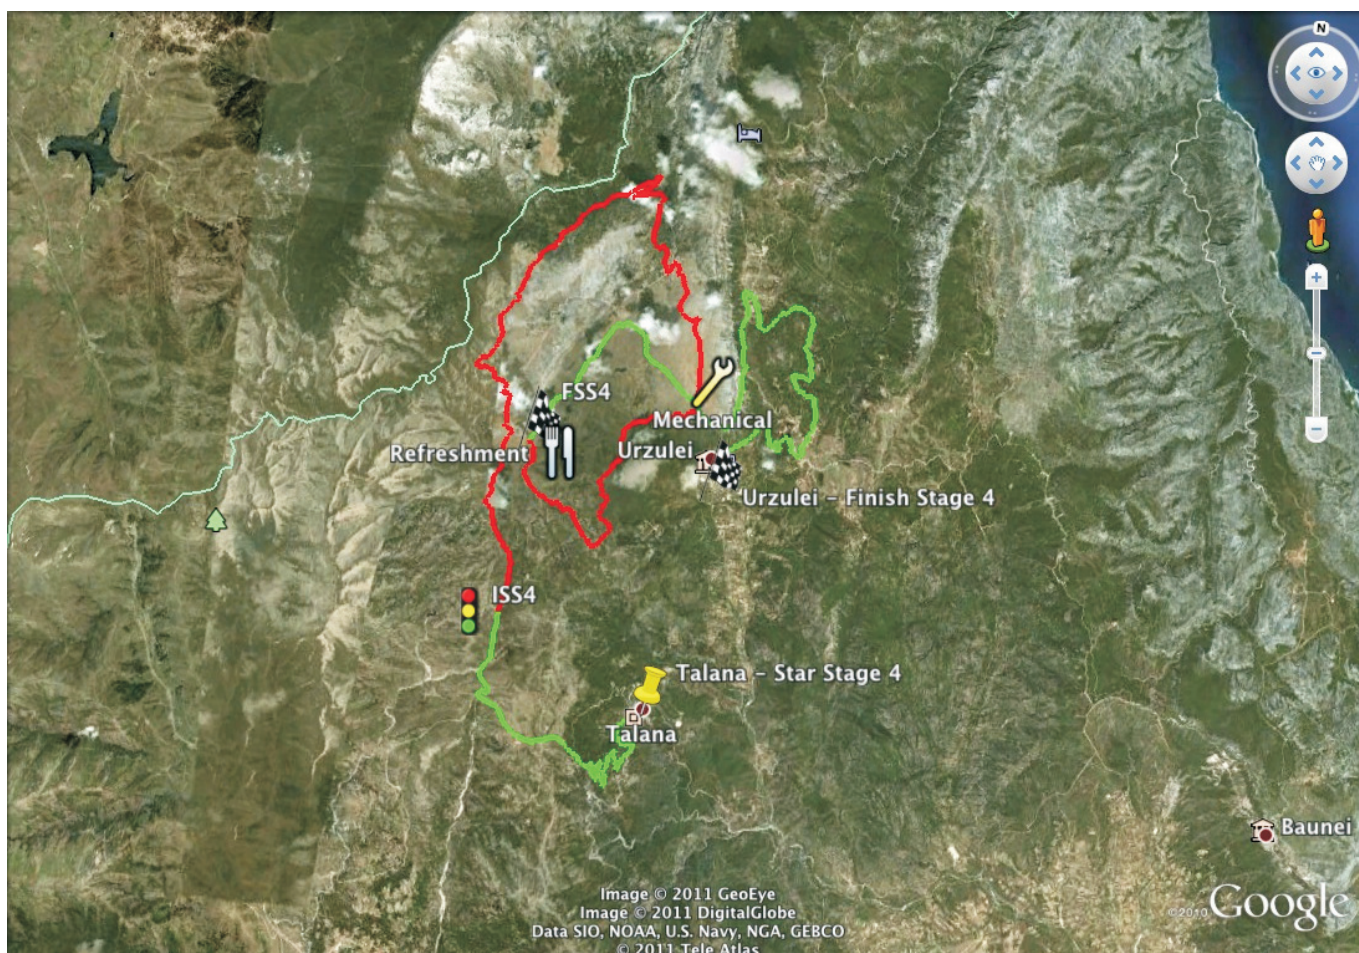 N
FSS4
Mechanical
Refreshment
Urzulei
Urzulei - Finish Stage 4
ISS4
Talana - Star Stage 4
Talana
Baunei
Image © 2011 GeoEye
Image © 2011 DigitalGlobe
Data SIO, NOAA, U.S. Navy, NGA, GEBCO
© 2011 Tele Atlas
©2010 Google